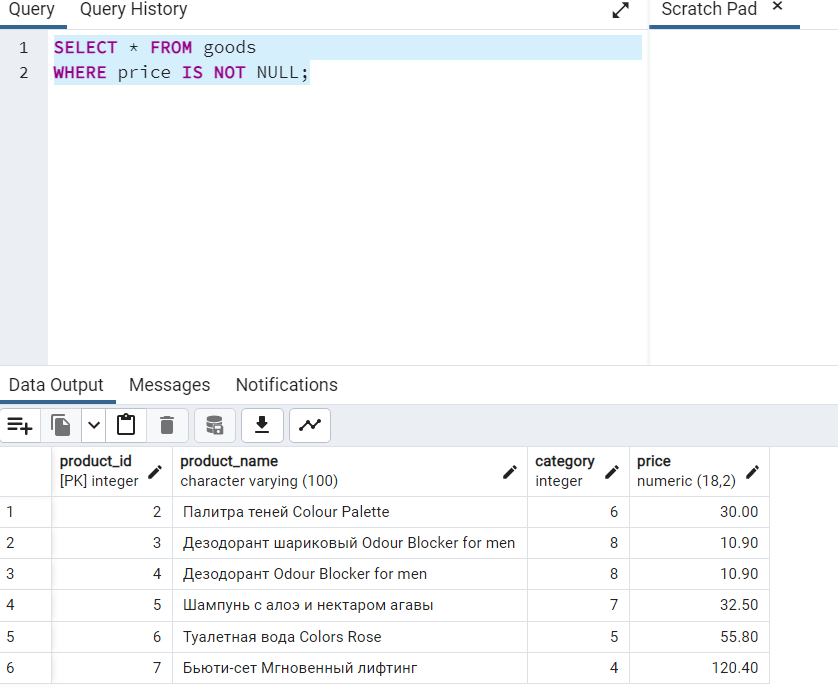 Query Query History Scratch Pad ×
1 SELECT * FROM goods
2 WHERE price IS NOT NULL;
Data Output Messages Notifications
product_id product_name category price
[PK] integer character varying (100) integer numeric (18,2)
1 2 Палитра теней Colour Palette 6 30.00
2 3 Дезодорант шариковый Odour Blocker for men 8 10.90
3 4 Дезодорант Odour Blocker for men 8 10.90
4 5 Шампунь с алоэ и нектаром агавы 7 32.50
5 6 Туалетная вода Colors Rose 5 55.80
6 7 Бьюти-сет Мгновенный лифтинг 4 120.40